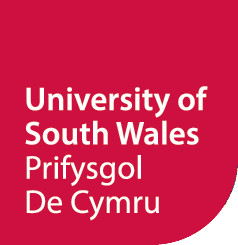 University of
South Wales
Prifysgol
De Cymru